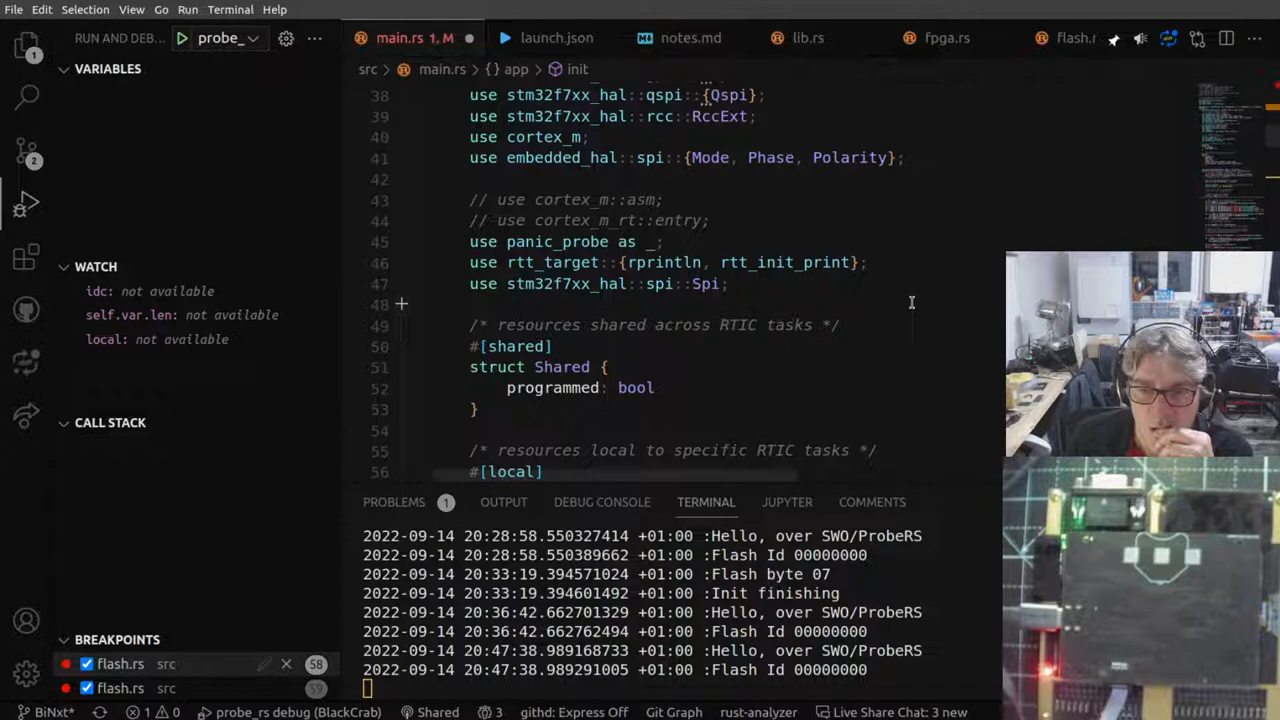 File Edit Selection View Go Run Terminal Help
RUN AND DEB... probe_ ...
main.rs 1, M launch.json notes.md lib.rs fpga.rs flash.r
1
VARIABLES
src > main.rs > {} app > init
38 use stm32f7xx_hal::qspi::{Qspi};
39 use stm32f7xx_hal::rcc::RccExt;
40 use cortex_m;
41 use embedded_hal::spi::{Mode, Phase, Polarity};
42
2
43 // use cortex_m::asm;
44 // use cortex_m_rt::entry;
45 use panic_probe as _;
46 use rtt_target::{rprintln, rtt_init_print};
47 use stm32f7xx_hal::spi::Spi;
48 +
49 /* resources shared across RTIC tasks */
50 #[shared]
51 struct Shared {
52 programmed: bool
53 }
54
55 /* resources local to specific RTIC tasks */
56 #[local]
WATCH
idc: not available
self.var.len: not available
local: not available
CALL STACK
PROBLEMS 1 OUTPUT DEBUG CONSOLE TERMINAL JUPYTER COMMENTS
2022-09-14 20:28:58.550327414 +01:00 :Hello, over SWO/ProbeRS
2022-09-14 20:28:58.550389662 +01:00 :Flash Id 00000000
2022-09-14 20:33:19.394571024 +01:00 :Flash byte 07
2022-09-14 20:33:19.394601492 +01:00 :Init finishing
2022-09-14 20:36:42.662701329 +01:00 :Hello, over SWO/ProbeRS
2022-09-14 20:36:42.662762494 +01:00 :Flash Id 00000000
2022-09-14 20:47:38.989168733 +01:00 :Hello, over SWO/ProbeRS
2022-09-14 20:47:38.989291005 +01:00 :Flash Id 00000000
BREAKPOINTS
flash.rs src 58
flash.rs src 59
BiNxt* 1 0 probe_rs debug (BlackCrab) Shared 3 githd: Express Off Git Graph rust-analyzer Live Share Chat: 3 new